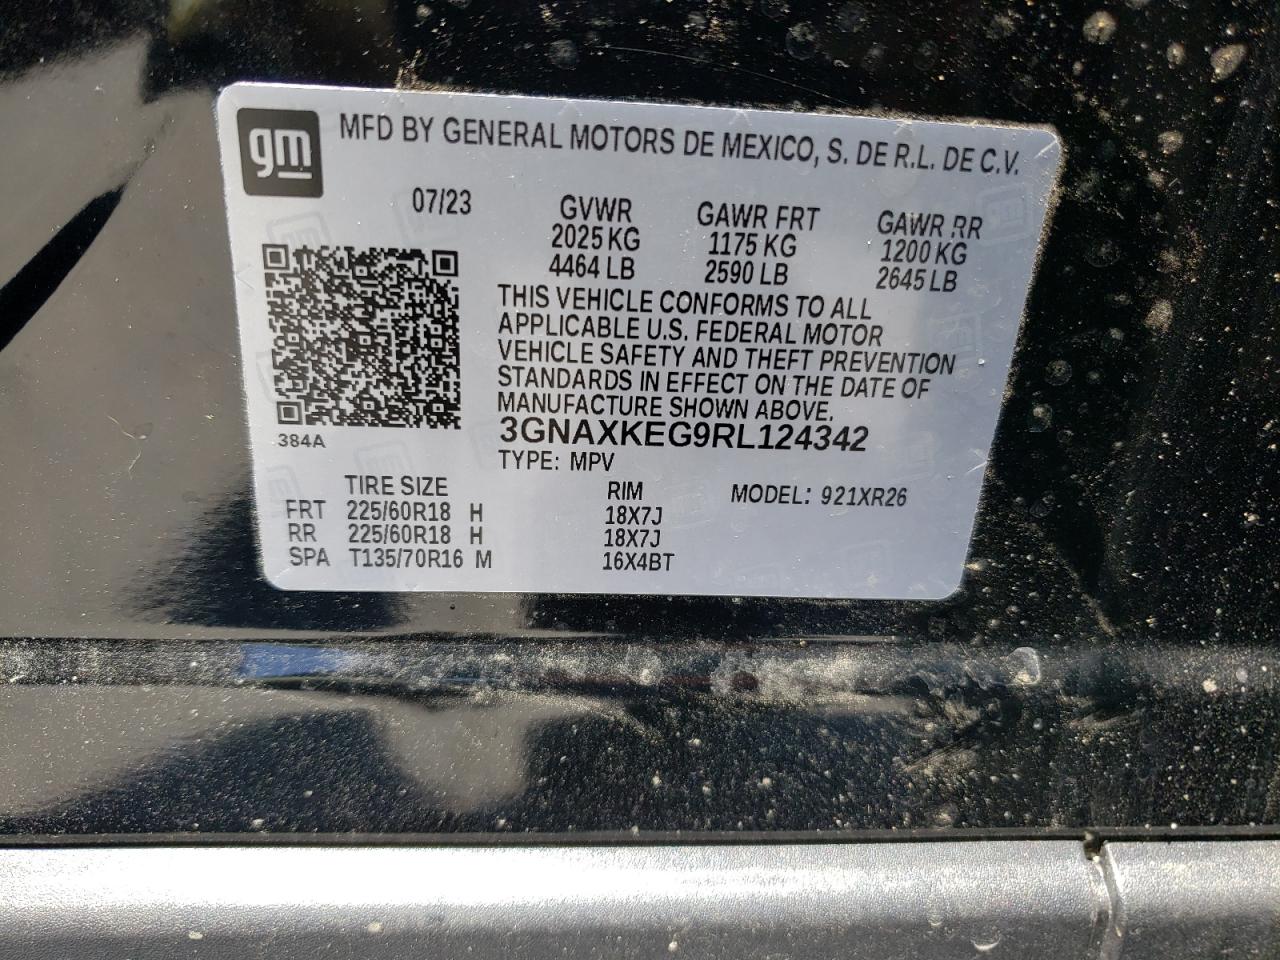 gm
MFD BY GENERAL MOTORS DE MEXICO, S. DE R.L. DE C.V.
07/23 GVWR GAWR FRT GAWR RR
2025 KG 1175 KG 1200 KG
4464 LB 2590 LB 2645 LB
THIS VEHICLE CONFORMS TO ALL
APPLICABLE U.S. FEDERAL MOTOR
VEHICLE SAFETY AND THEFT PREVENTION
STANDARDS IN EFFECT ON THE DATE OF
MANUFACTURE SHOWN ABOVE.
384A 3GNAXKEG9RL124342
TYPE: MPV
TIRE SIZE RIM MODEL: 921XR26
FRT 225/60R18 H 18X7J
RR 225/60R18 H 18X7J
SPA T135/70R16 M 16X4BT